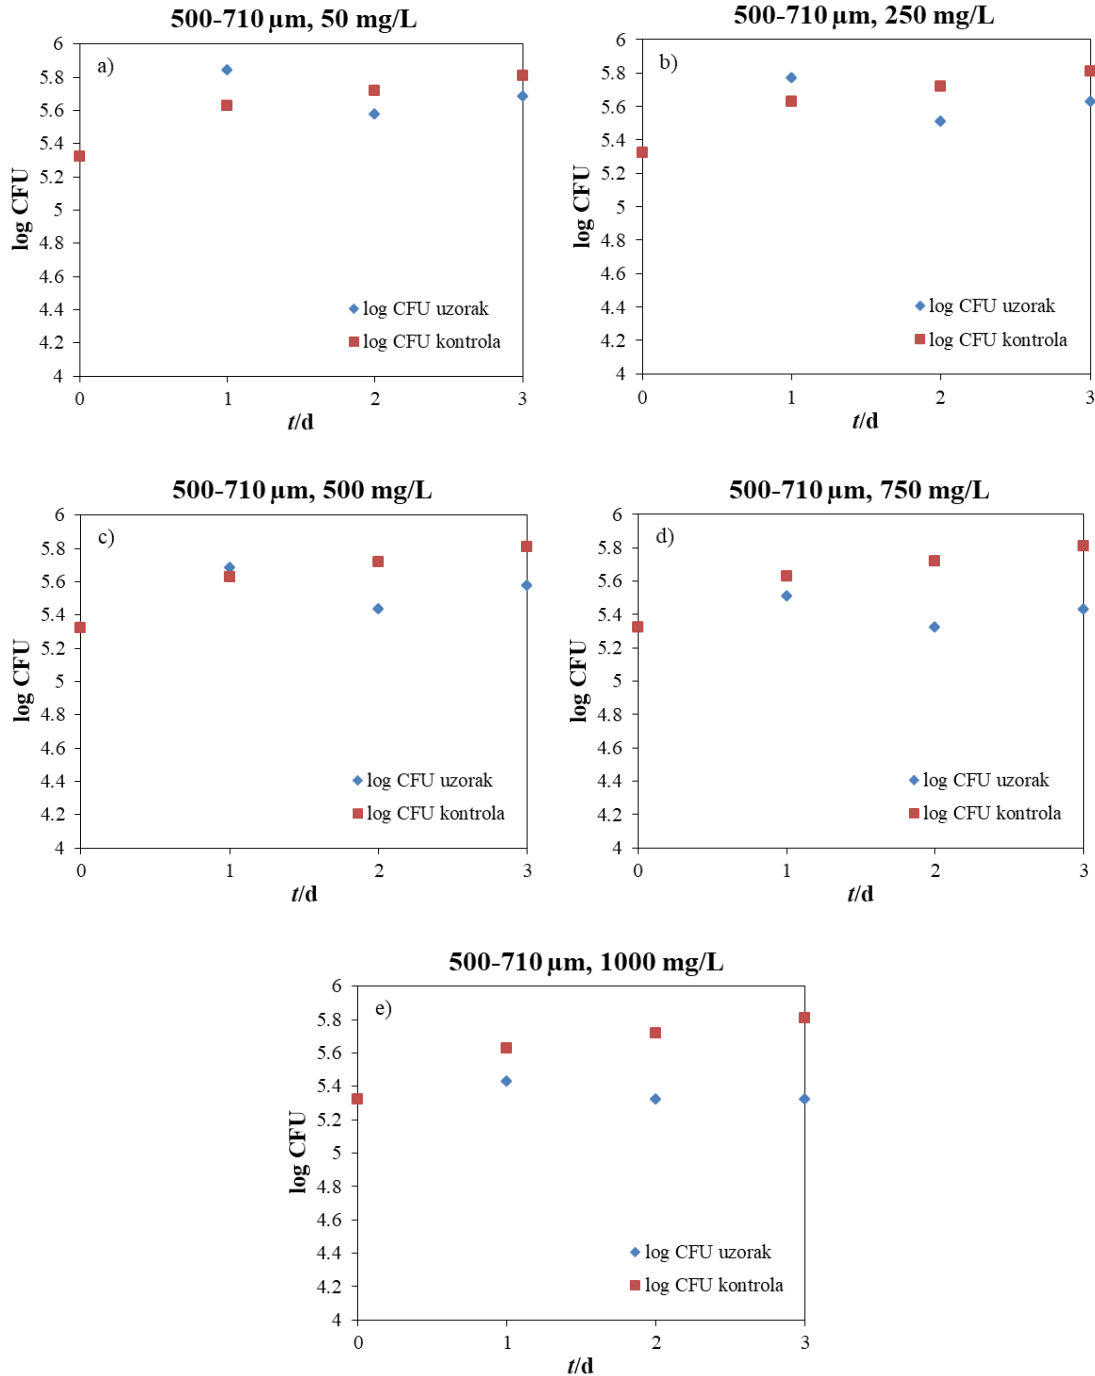 500-710 µm, 50 mg/L
a)
6
5.8
5.6
5.4
5.2
5
4.8
4.6
4.4
4.2
4
log CFU
log CFU uzorak
log CFU kontrola
0 1 2 3
t/d
500-710 µm, 250 mg/L
b)
6
5.8
5.6
5.4
5.2
5
4.8
4.6
4.4
4.2
4
log CFU
log CFU uzorak
log CFU kontrola
0 1 2 3
t/d
500-710 µm, 500 mg/L
c)
6
5.8
5.6
5.4
5.2
5
4.8
4.6
4.4
4.2
4
log CFU
log CFU uzorak
log CFU kontrola
0 1 2 3
t/d
500-710 µm, 750 mg/L
d)
6
5.8
5.6
5.4
5.2
5
4.8
4.6
4.4
4.2
4
log CFU
log CFU uzorak
log CFU kontrola
0 1 2 3
t/d
500-710 µm, 1000 mg/L
e)
6
5.8
5.6
5.4
5.2
5
4.8
4.6
4.4
4.2
4
log CFU
log CFU uzorak
log CFU kontrola
0 1 2 3
t/d